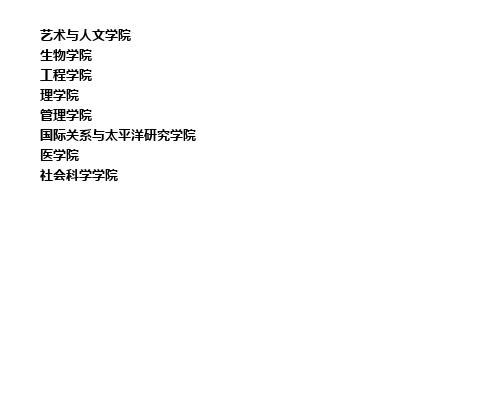 艺术与人文学院
生物学院
工程学院
理学院
管理学院
国际关系与太平洋研究学院
医学院
社会科学学院